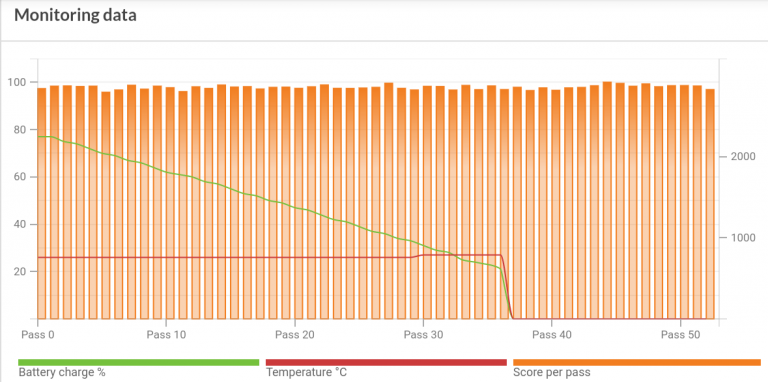 Monitoring data
100
80
60
40
20
2000
1000
Pass 0 Pass 10 Pass 20 Pass 30 Pass 40 Pass 50
Battery charge % Temperature °C Score per pass